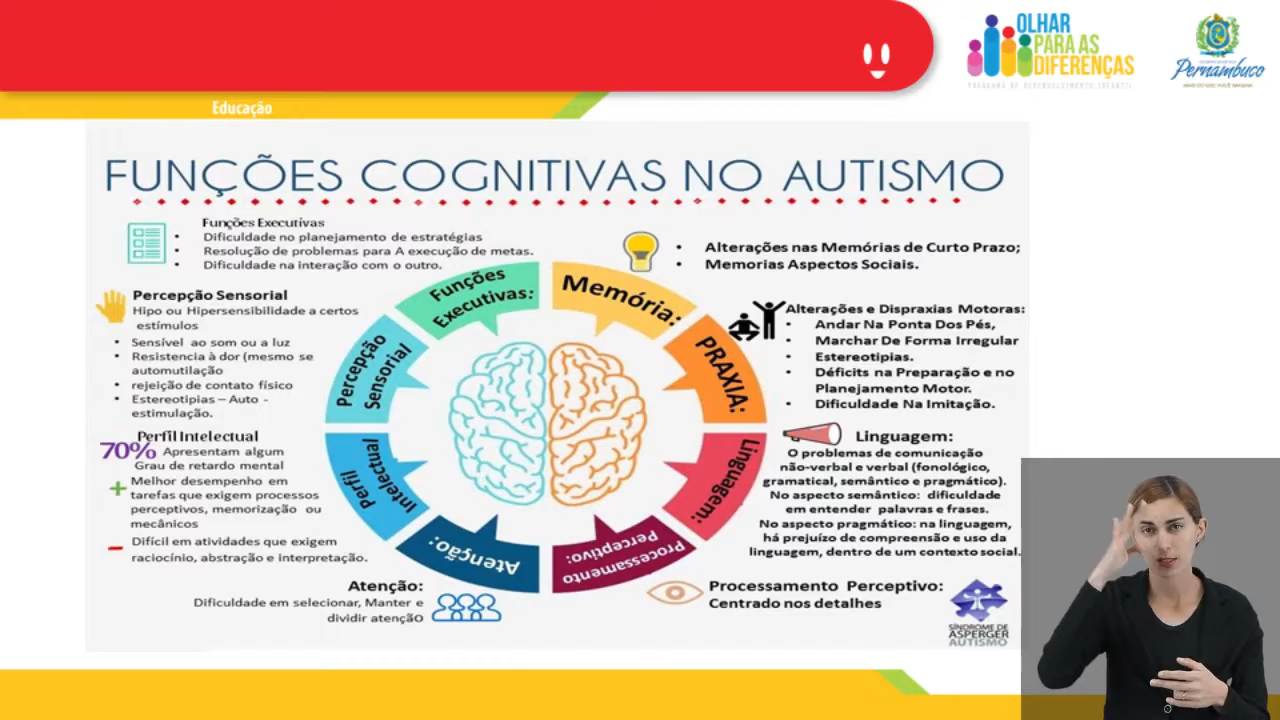 OLHAR
PARA AS
DIFERENÇAS
PROGRAMA DE DESENVOLVIMENTO INFANTIL
Pernambuco
Educação
FUNÇÕES COGNITIVAS NO AUTISMO
Funções Executivas
• Dificuldade no planejamento de estratégias
• Resolução de problemas para A execução de metas.
• Dificuldade na interação com o outro.
• Alterações nas Memórias de Curto Prazo;
• Memorias Aspectos Sociais.
Percepção Sensorial
Hipo ou Hipersensibilidade a certos
estímulos
• Sensível ao som ou a luz
• Resistencia à dor (mesmo se
automutilação
• rejeição de contato físico
• Estereotipias – Auto -
estimulação.
Perfil Intelectual
70% Apresentam algum
Grau de retardo mental
+ Melhor desempenho em
tarefas que exigem processos
perceptivos, memorização ou
mecânicos
- Difícil em atividades que exigem
raciocínio, abstração e interpretação.
Funções
Executivas:
Memória:
PRAXIA:
Linguagem:
Processamento
Perceptivo:
Atenção:
Perfil
Intelectual
Percepção
Sensorial
Alterações e Dispraxias Motoras:
• Andar Na Ponta Dos Pés,
• Marchar De Forma Irregular
• Estereotipias.
• Déficits na Preparação e no
Planejamento Motor.
• Dificuldade Na Imitação.
Linguagem:
O problemas de comunicação
não-verbal e verbal (fonológico,
gramatical, semântico e pragmático).
No aspecto semântico: dificuldade
em entender palavras e frases.
No aspecto pragmático: na linguagem,
há prejuízo de compreensão e uso da
linguagem, dentro de um contexto social.
Atenção:
Dificuldade em selecionar, Manter e
dividir atenção
Processamento Perceptivo:
Centrado nos detalhes
SÍNDROME DE
ASPERGER
AUTISMO